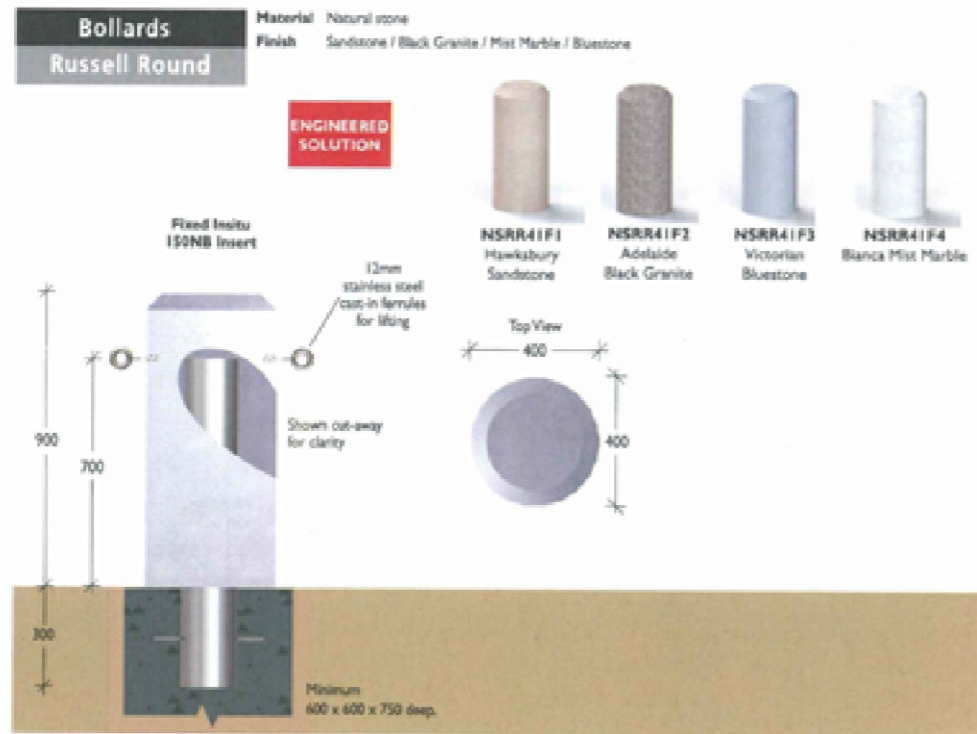 Bollards
Russell Round
Material Natural stone
Finish Sandstone / Black Granite / Mist Marble / Bluestone
ENGINEERED
SOLUTION
NSRR41F1
Hawksbury
Sandstone
NSRR41F2
Adelaide
Black Granite
NSRR41F3
Victorian
Bluestone
NSRR41F4
Bianca Mist Marble
Fixed Insitu
150NB Insert
12mm
stainless steel
cast-in ferrules
for lifting
Top View
400
400
Shown cut-away
for clarity
900
700
300
Minimum
600 x 600 x 750 deep.